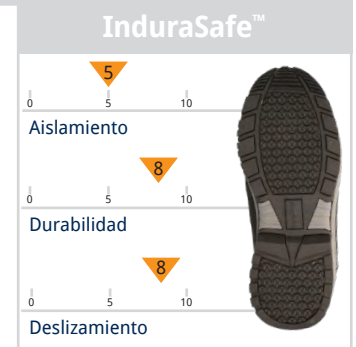 InduraSafe™
5
0 5 10
Aislamiento
8
0 5 10
Durabilidad
8
0 5 10
Deslizamiento